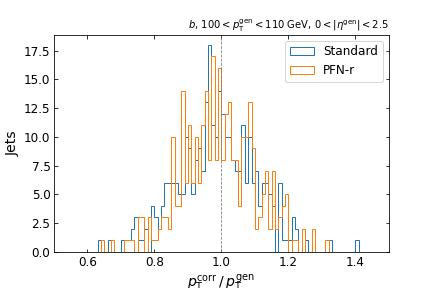 b, 100 < p_T^gen < 110 GeV, 0 < |η^gen| < 2.5
Standard
PFN-r
Jets
17.5
15.0
12.5
10.0
7.5
5.0
2.5
0.0
0.6 0.8 1.0 1.2 1.4
p_T^corr / p_T^gen